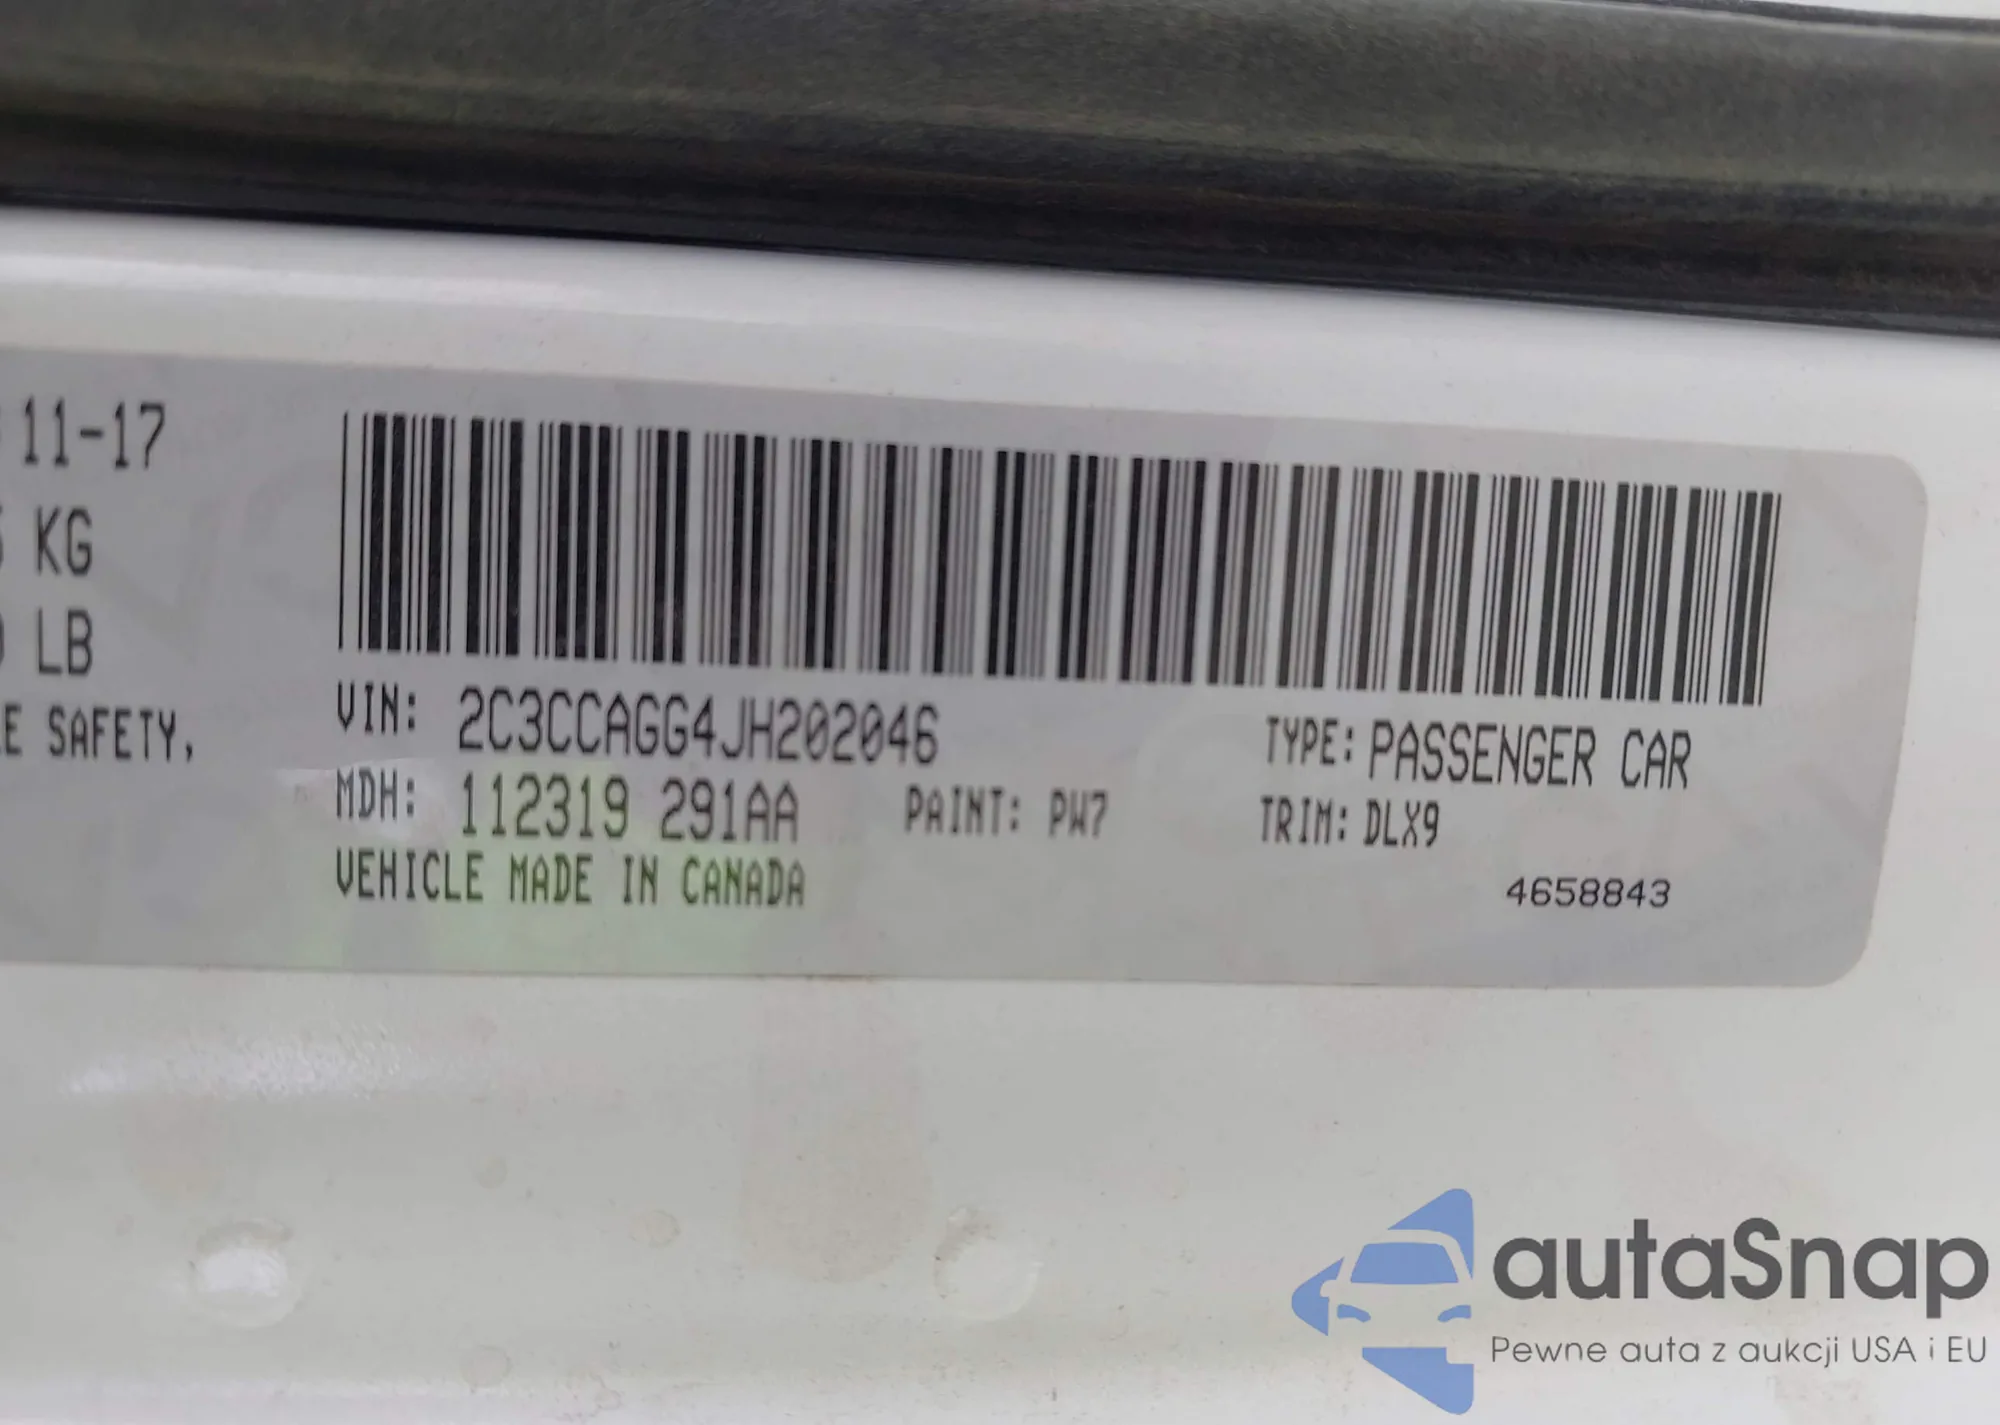 11-17
KG
LB
E SAFETY,
VIN: 2C3CCAGG4JH202046
TYPE: PASSENGER CAR
MDH: 112319 291AA
PAINT: PW7
TRIM: DLX9
VEHICLE MADE IN CANADA
4658843
autaSnap
Pewne auta z aukcji USA i EU